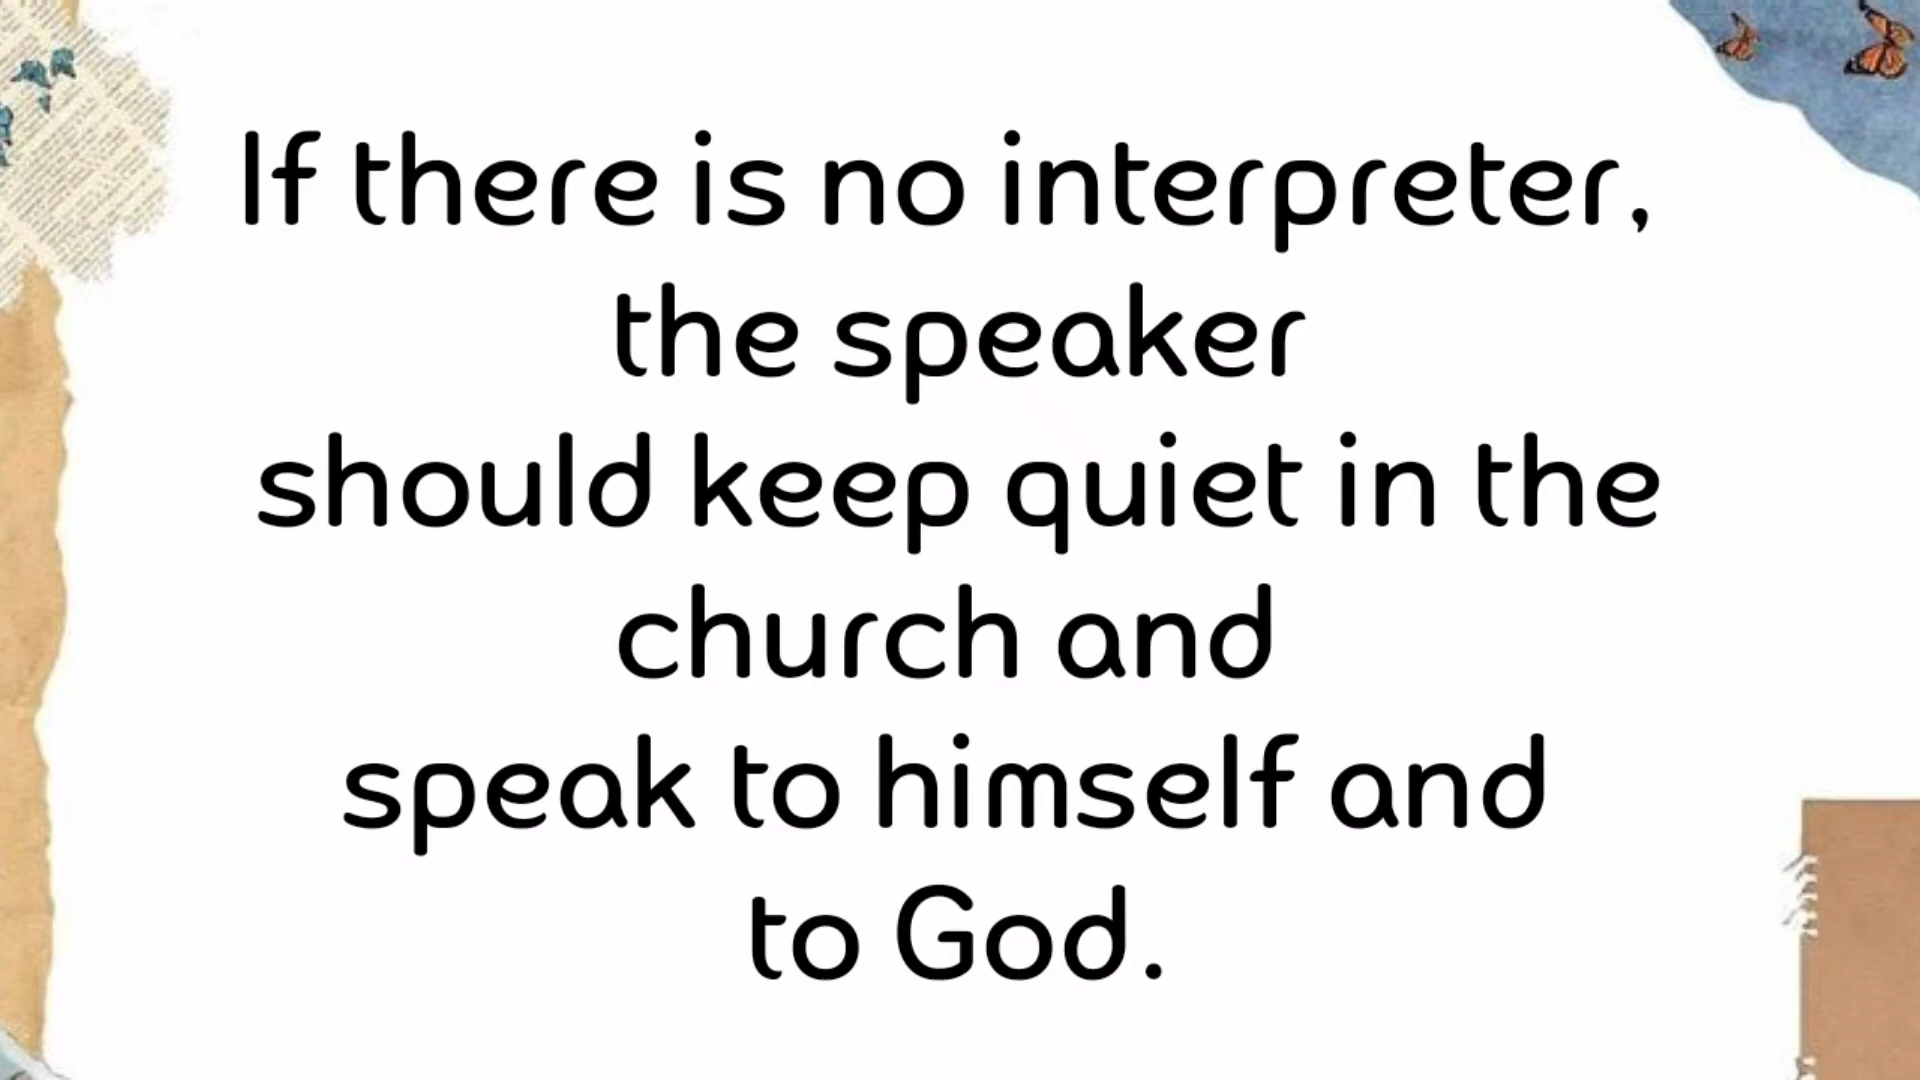 If there is no interpreter,
the speaker
should keep quiet in the
church and
speak to himself and
to God.